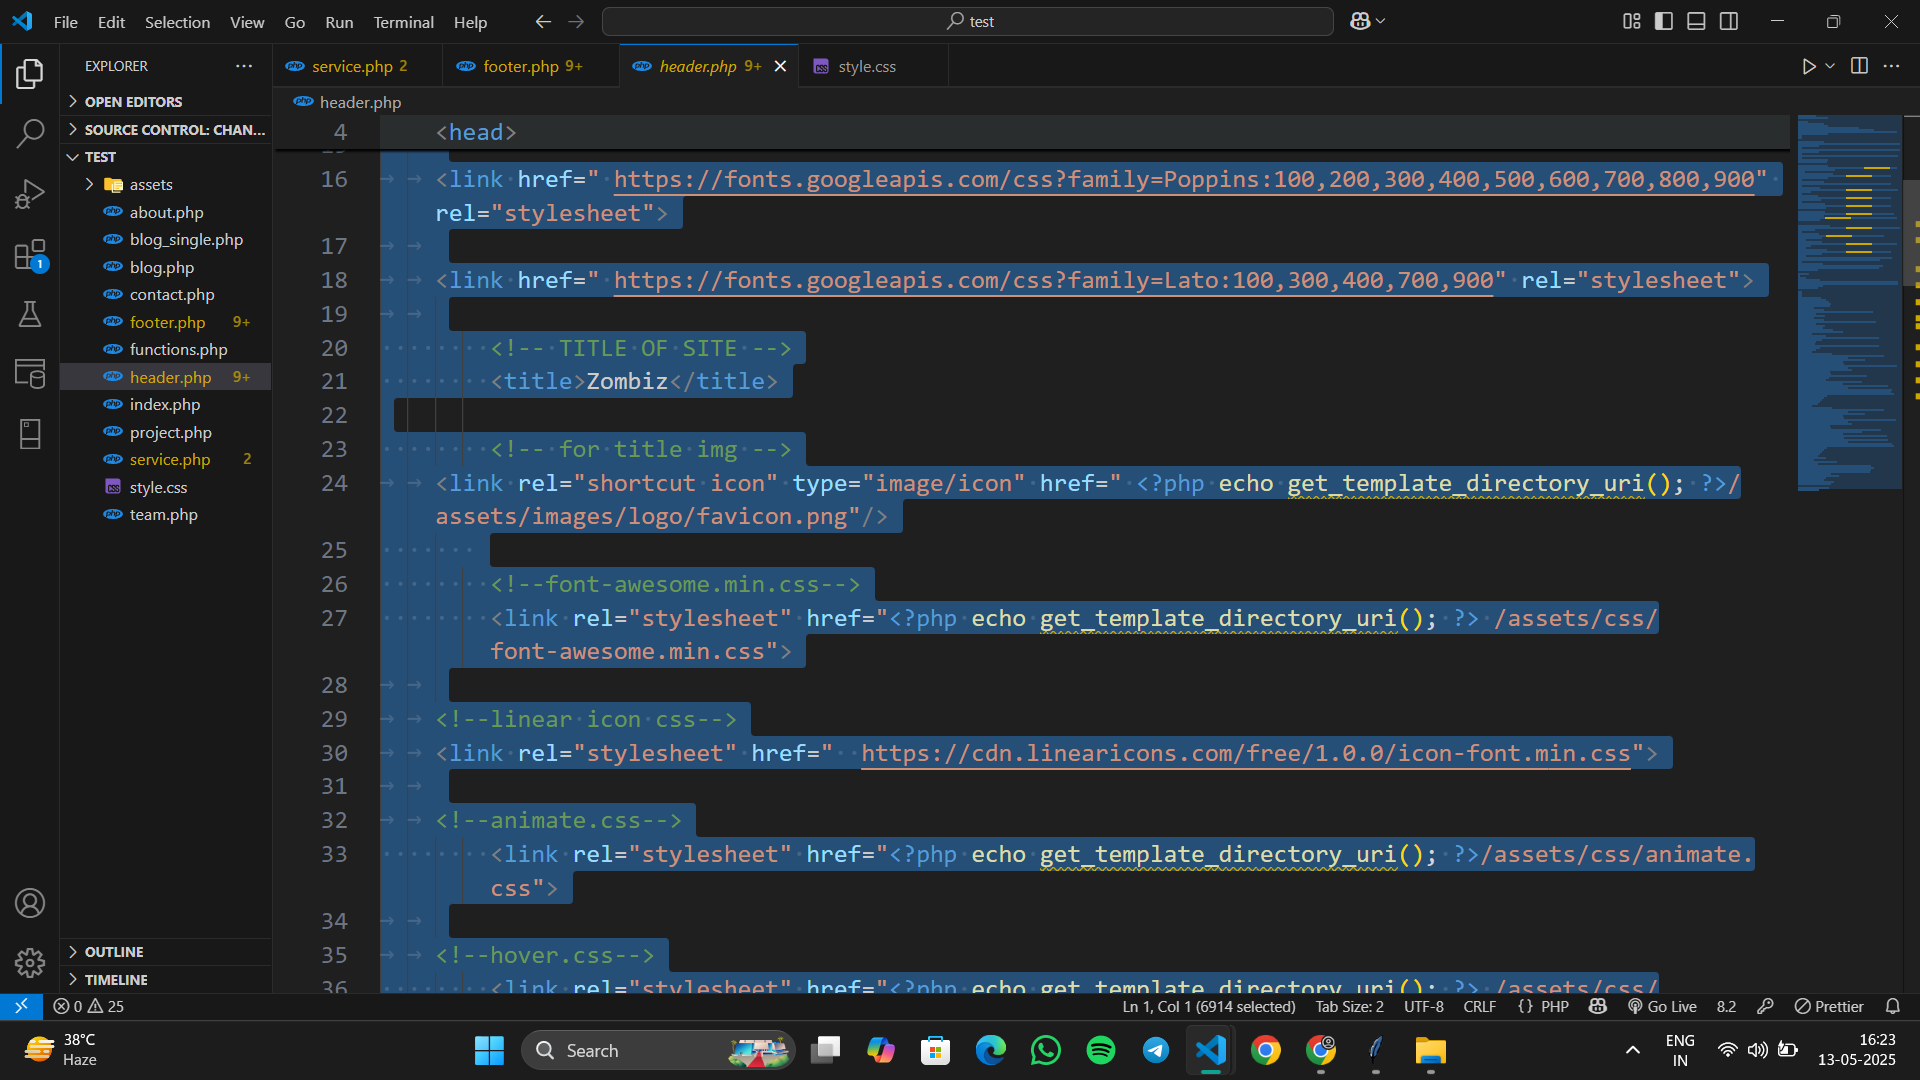 File Edit Selection View Go Run Terminal Help
test
EXPLORER
OPEN EDITORS
SOURCE CONTROL: CHAN...
TEST
assets
about.php
blog_single.php
blog.php
contact.php
footer.php 9+
functions.php
header.php 9+
index.php
project.php
service.php 2
style.css
team.php
OUTLINE
TIMELINE
1
service.php 2 footer.php 9+ header.php 9+ style.css
header.php
4 <head>
16 <link href=" https://fonts.googleapis.com/css?family=Poppins:100,200,300,400,500,600,700,800,900"
rel="stylesheet">
17
18 <link href=" https://fonts.googleapis.com/css?family=Lato:100,300,400,700,900" rel="stylesheet">
19
20 <!-- TITLE OF SITE -->
21 <title>Zombiz</title>
22
23 <!-- for title img -->
24 <link rel="shortcut icon" type="image/icon" href=" <?php echo get_template_directory_uri(); ?>/
assets/images/logo/favicon.png"/>
25
26 <!--font-awesome.min.css-->
27 <link rel="stylesheet" href="<?php echo get_template_directory_uri(); ?> /assets/css/
font-awesome.min.css">
28
29 <!--linear icon css-->
30 <link rel="stylesheet" href="  https://cdn.linearicons.com/free/1.0.0/icon-font.min.css">
31
32 <!--animate.css-->
33 <link rel="stylesheet" href="<?php echo get_template_directory_uri(); ?>/assets/css/animate.
css">
34
35 <!--hover.css-->
36 <link rel="stylesheet" href="<?php echo get_template_directory_uri(); ?> /assets/css/
0 25
Ln 1, Col 1 (6914 selected) Tab Size: 2 UTF-8 CRLF {} PHP Go Live 8.2 Prettier
38°C
Haze
Search
ENG
IN
16:23
13-05-2025